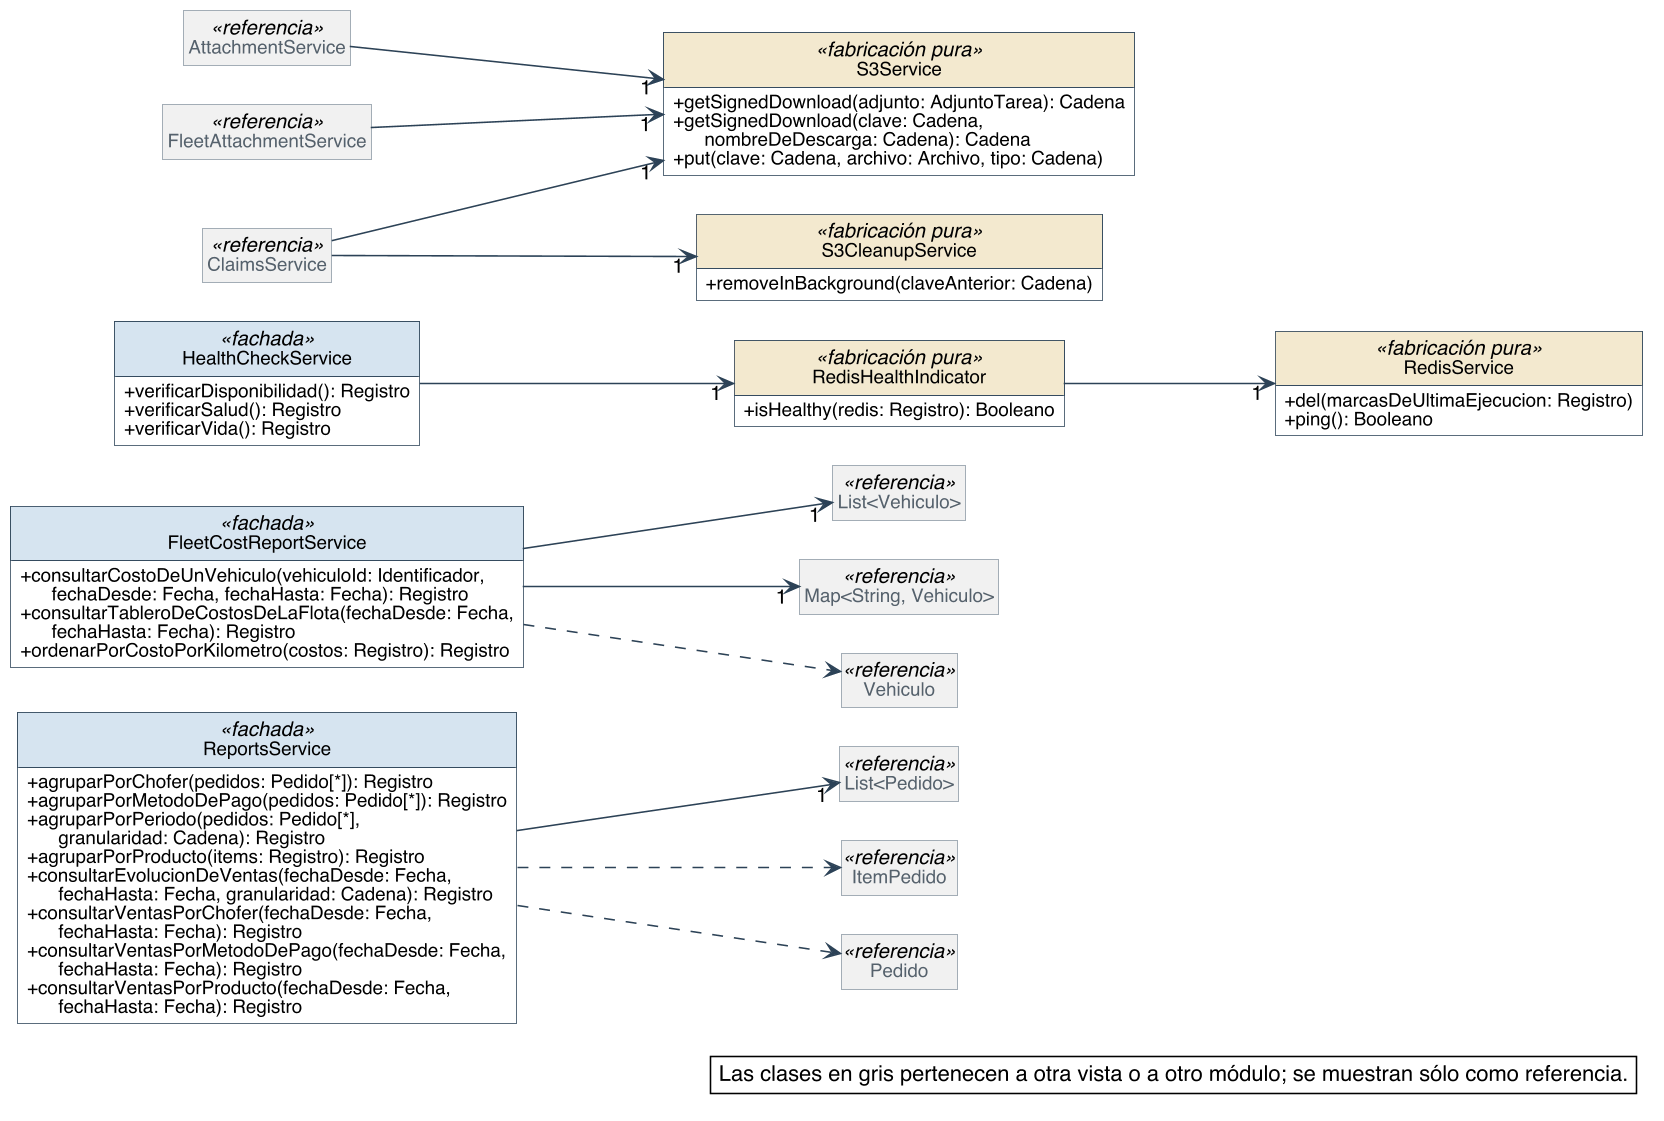 «referencia»
AttachmentService
«referencia»
FleetAttachmentService
«referencia»
ClaimsService
«fabricación pura»
S3Service
+getSignedDownload(adjunto: AdjuntoTarea): Cadena
+getSignedDownload(clave: Cadena,
nombreDeDescarga: Cadena): Cadena
+put(clave: Cadena, archivo: Archivo, tipo: Cadena)
1
1
1
«fabricación pura»
S3CleanupService
+removeInBackground(claveAnterior: Cadena)
1
«fachada»
HealthCheckService
+verificarDisponibilidad(): Registro
+verificarSalud(): Registro
+verificarVida(): Registro
1
«fabricación pura»
RedisHealthIndicator
+isHealthy(redis: Registro): Booleano
1
«fabricación pura»
RedisService
+del(marcasDeUltimaEjecucion: Registro)
+ping(): Booleano
«fachada»
FleetCostReportService
+consultarCostoDeUnVehiculo(vehiculoId: Identificador,
fechaDesde: Fecha, fechaHasta: Fecha): Registro
+consultarTableroDeCostosDeLaFlota(fechaDesde: Fecha,
fechaHasta: Fecha): Registro
+ordenarPorCostoPorKilometro(costos: Registro): Registro
1
«referencia»
List<Vehiculo>
1
«referencia»
Map<String, Vehiculo>
«referencia»
Vehiculo
«fachada»
ReportsService
+agruparPorChofer(pedidos: Pedido[*]): Registro
+agruparPorMetodoDePago(pedidos: Pedido[*]): Registro
+agruparPorPeriodo(pedidos: Pedido[*],
granularidad: Cadena): Registro
+agruparPorProducto(items: Registro): Registro
+consultarEvolucionDeVentas(fechaDesde: Fecha,
fechaHasta: Fecha, granularidad: Cadena): Registro
+consultarVentasPorChofer(fechaDesde: Fecha,
fechaHasta: Fecha): Registro
+consultarVentasPorMetodoDePago(fechaDesde: Fecha,
fechaHasta: Fecha): Registro
+consultarVentasPorProducto(fechaDesde: Fecha,
fechaHasta: Fecha): Registro
1
«referencia»
List<Pedido>
«referencia»
ItemPedido
«referencia»
Pedido
Las clases en gris pertenecen a otra vista o a otro módulo; se muestran sólo como referencia.